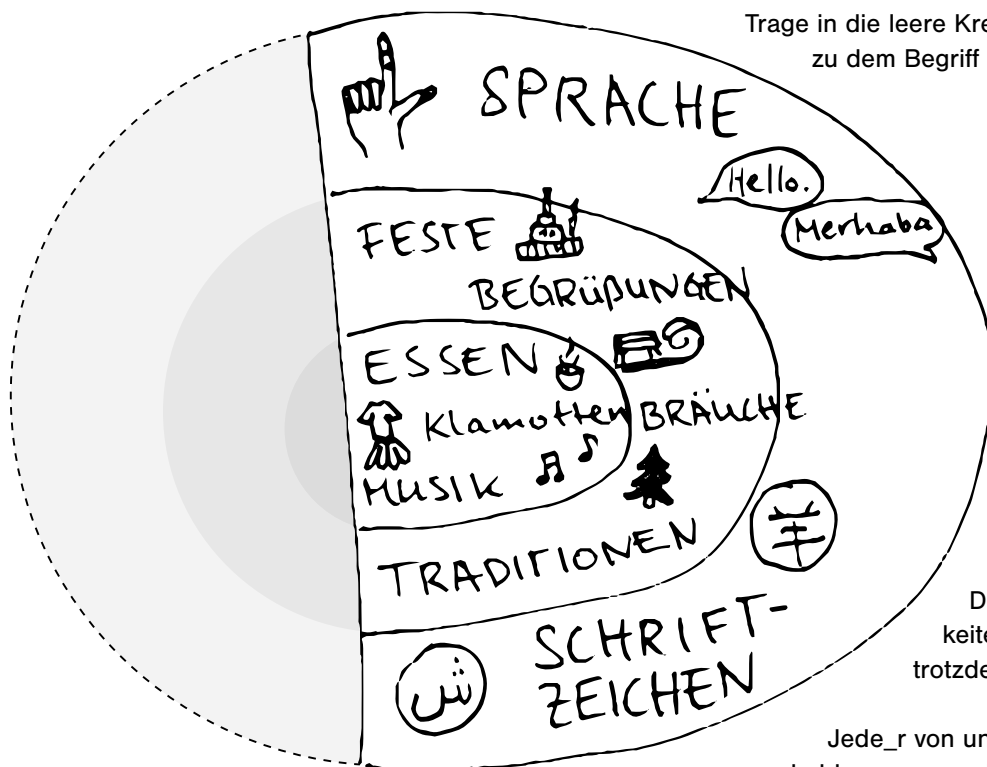 Trage in die leere Kre
zu dem Begriff
SPRACHE
Hello.
Merhaba
FESTE
BEGRÜßUNGEN
ESSEN
Klamotten
BRÄUCHE
MUSIK
羊
TRADITIONEN
D
keite
trotzde
SCHRIFT-
ZEICHEN
ش
Jede_r von un